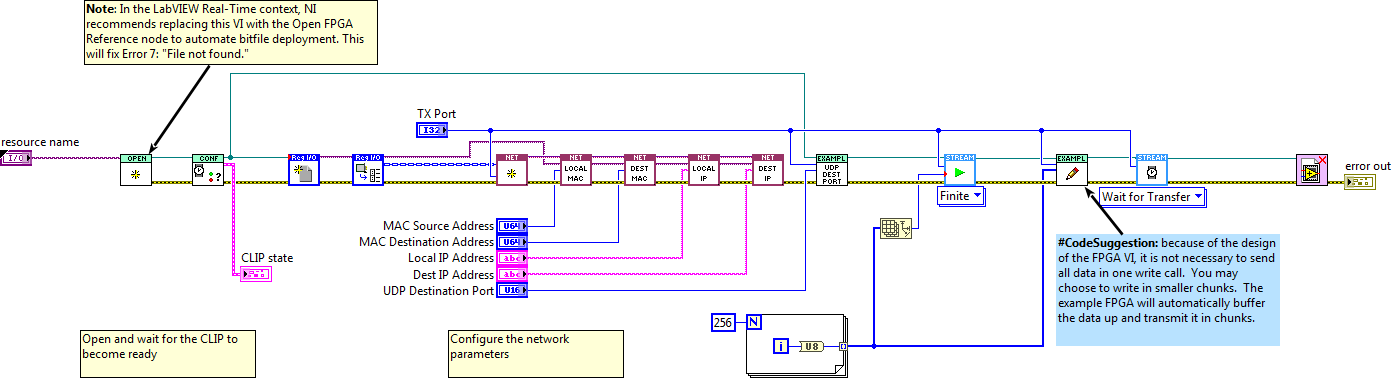 Note: In the LabVIEW Real-Time context, NI
recommends replacing this VI with the Open FPGA
Reference node to automate bitfile deployment. This
will fix Error 7: "File not found."
TX Port
I32
resource name
I/O
OPEN
CONF
?
Reg I/O
Reg I/O
NET
NET
LOCAL
MAC
NET
DEST
MAC
NET
LOCAL
IP
NET
DEST
IP
EXAMPL
UDP
DEST
PORT
STREAM
Finite
EXAMPL
STREAM
Wait for Transfer
error out
MAC Source Address
U64
MAC Destination Address
U64
Local IP Address
abc
Dest IP Address
abc
UDP Destination Port
U16
CLIP state
#CodeSuggestion: because of the design
of the FPGA VI, it is not necessary to send
all data in one write call.  You may
choose to write in smaller chunks.  The
example FPGA will automatically buffer
the data up and transmit it in chunks.
256
N
i
U8
Open and wait for the CLIP to
become ready
Configure the network
parameters